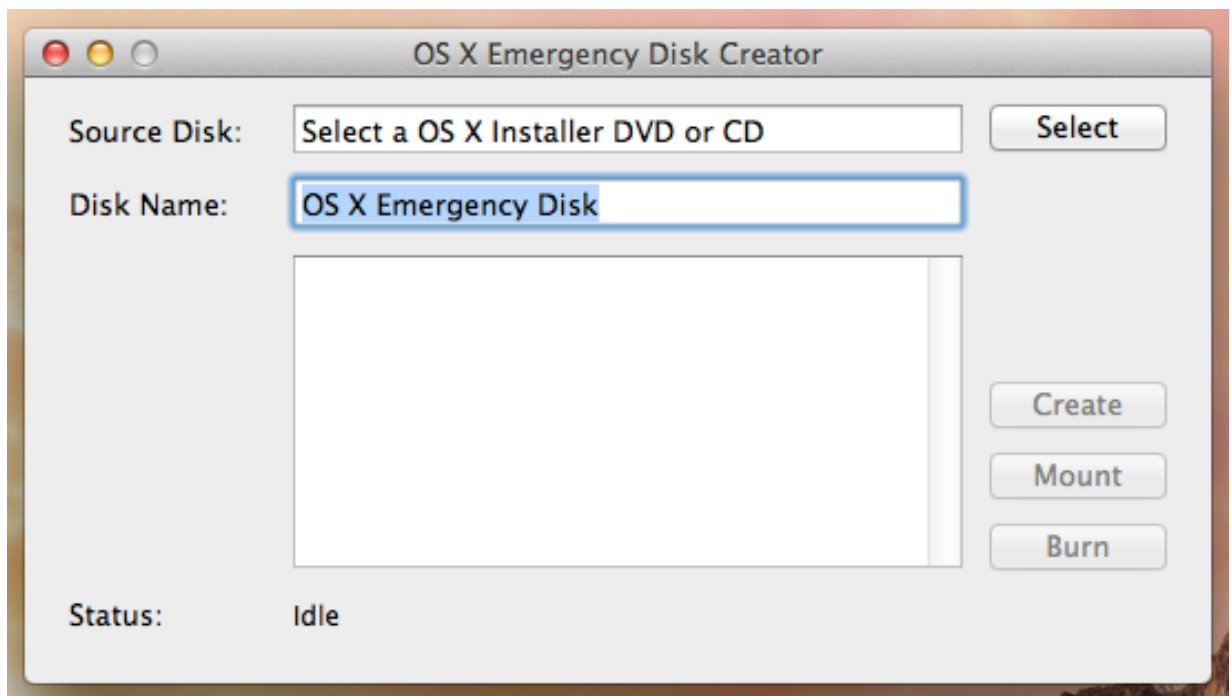 OS X Emergency Disk Creator
Source Disk: Select a OS X Installer DVD or CD Select
Disk Name: OS X Emergency Disk
Create
Mount
Burn
Status: Idle